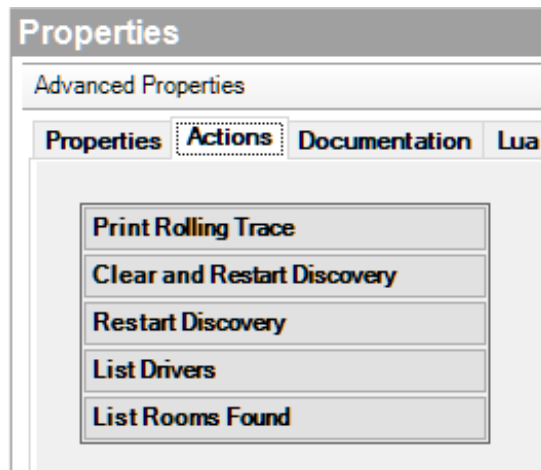 Properties
Advanced Properties
Properties Actions Documentation Lua
Print Rolling Trace
Clear and Restart Discovery
Restart Discovery
List Drivers
List Rooms Found